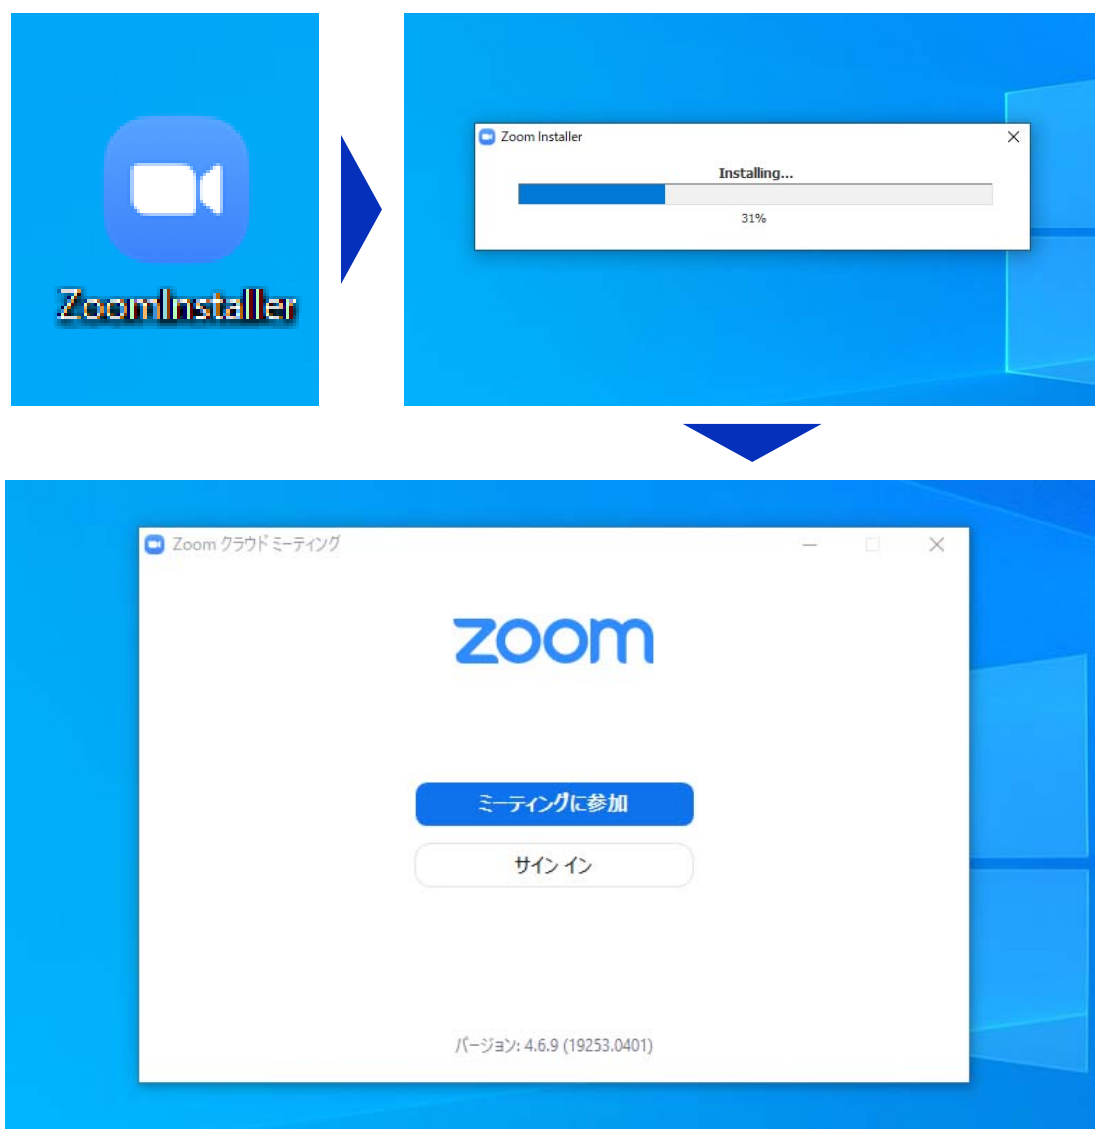 ZoomInstaller
Zoom Installer
Installing...
31%
Zoom クラウド ミーティング
zoom
ミーティングに参加
サイン イン
バージョン: 4.6.9 (19253.0401)